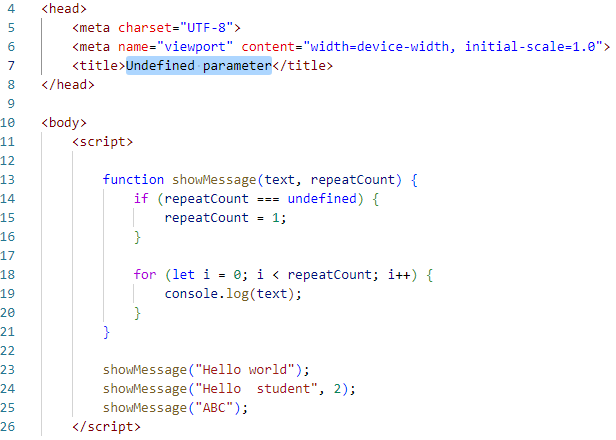 4 <head>
5 <meta charset="UTF-8">
6 <meta name="viewport" content="width=device-width, initial-scale=1.0">
7 <title>Undefined parameter</title>
8 </head>
9
10 <body>
11 <script>
12
13 function showMessage(text, repeatCount) {
14 if (repeatCount === undefined) {
15 repeatCount = 1;
16 }
17
18 for (let i = 0; i < repeatCount; i++) {
19 console.log(text);
20 }
21 }
22
23 showMessage("Hello world");
24 showMessage("Hello  student", 2);
25 showMessage("ABC");
26 </script>